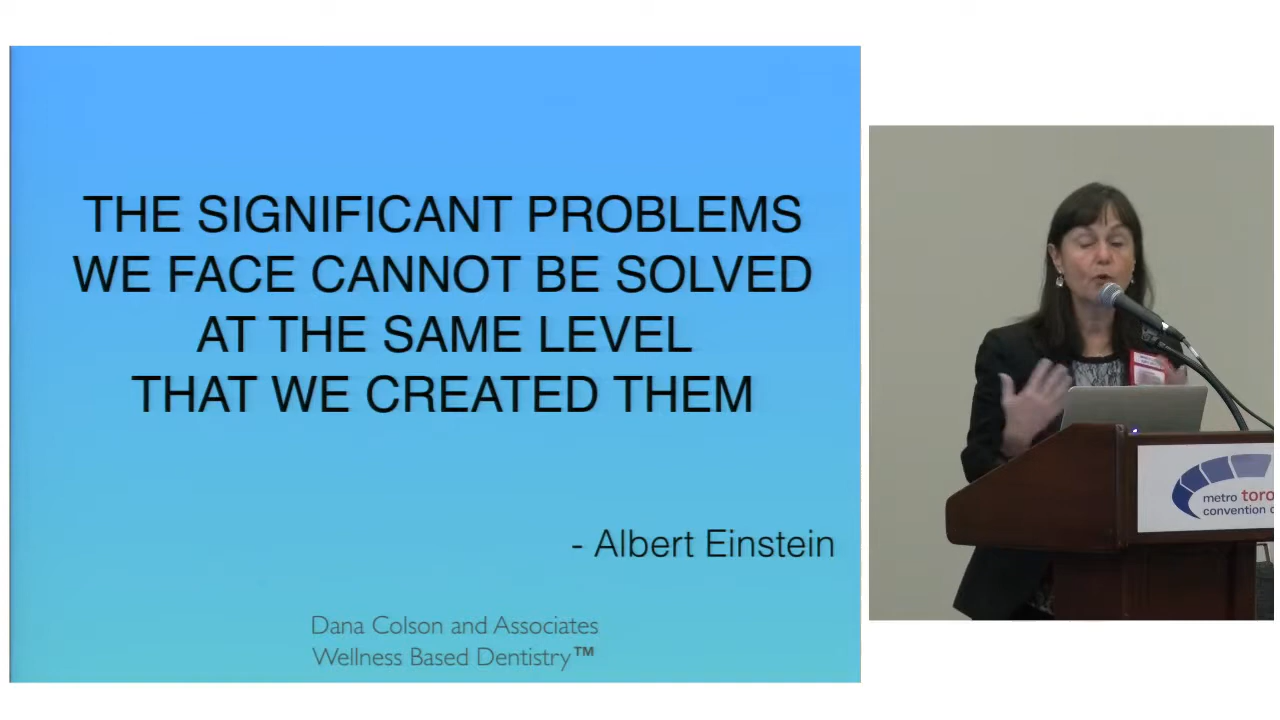 THE SIGNIFICANT PROBLEMS
WE FACE CANNOT BE SOLVED
AT THE SAME LEVEL
THAT WE CREATED THEM
- Albert Einstein
Dana Colson and Associates
Wellness Based Dentistry™
metro toro
convention c